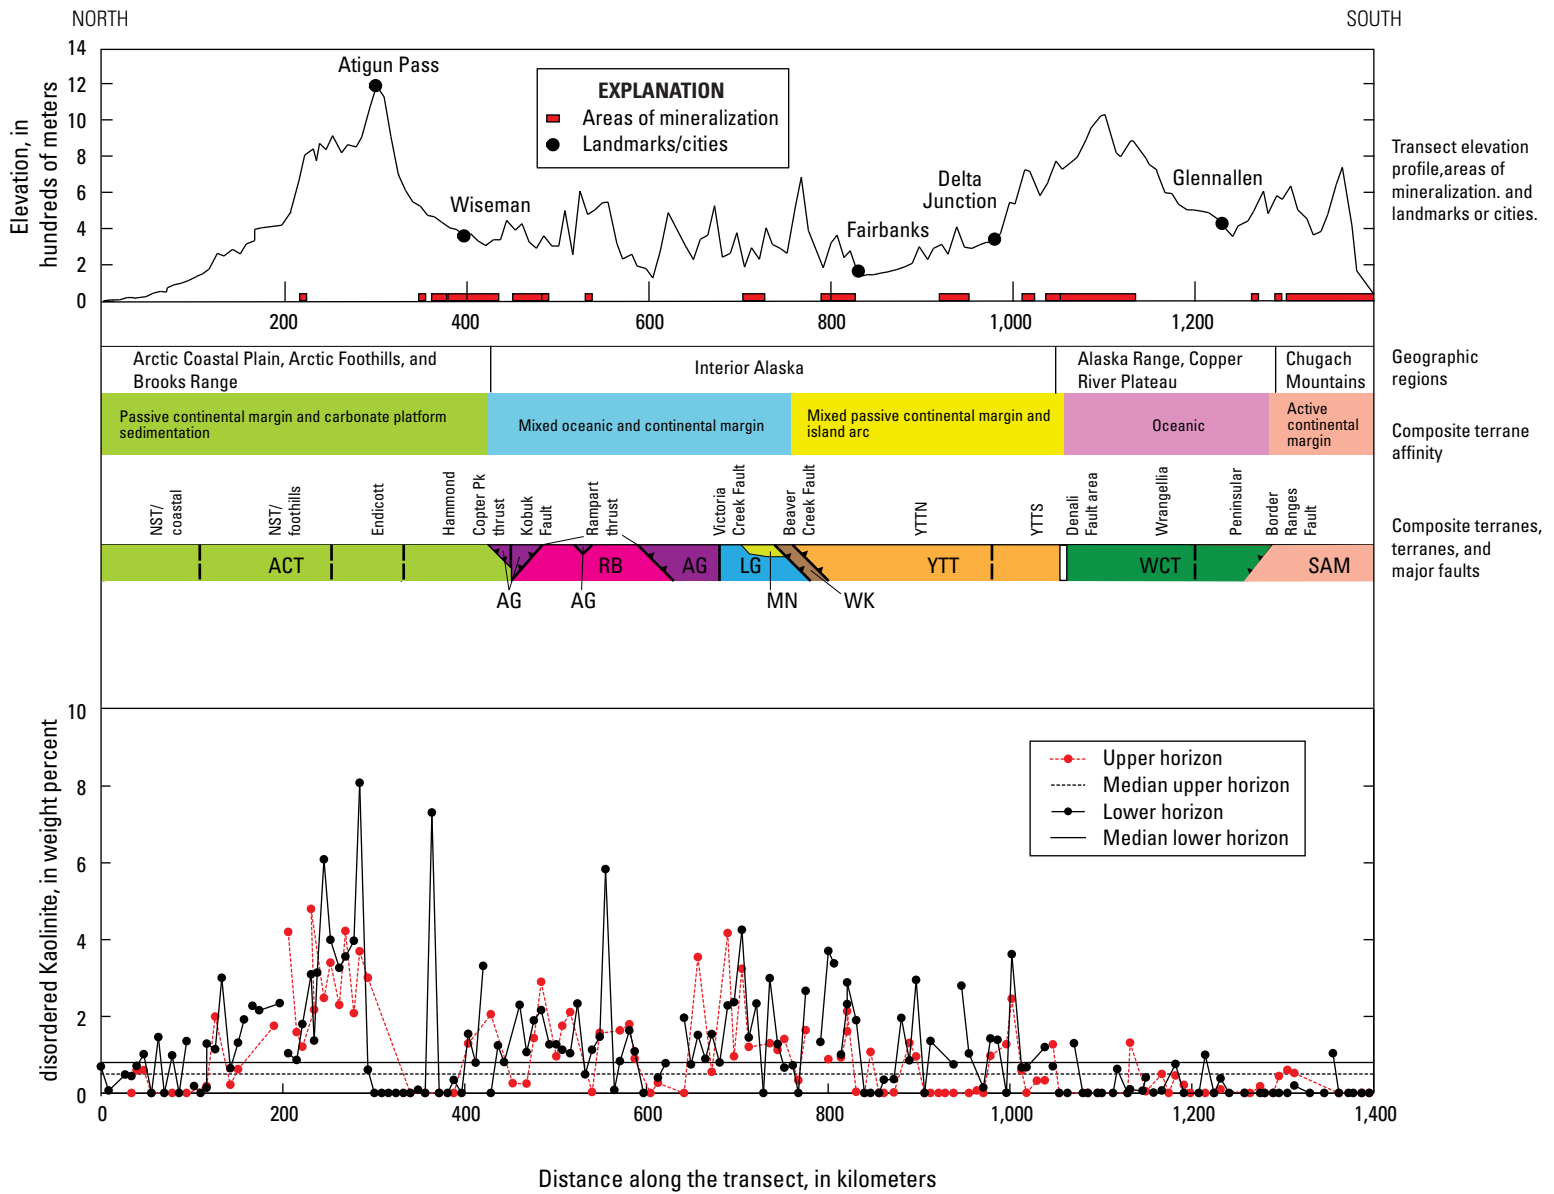 NORTH
SOUTH
14
12
10
8
6
4
2
0
Elevation, in
hundreds of meters
Atigun Pass
Wiseman
Fairbanks
Delta
Junction
Glennallen
EXPLANATION
Areas of mineralization
Landmarks/cities
200
400
600
800
1,000
1,200
Transect elevation
profile,areas of
mineralization. and
landmarks or cities.
Arctic Coastal Plain, Arctic Foothills, and
Brooks Range
Interior Alaska
Alaska Range, Copper
River Plateau
Chugach
Mountains
Geographic
regions
Passive continental margin and carbonate platform
sedimentation
Mixed oceanic and continental margin
Mixed passive continental margin and
island arc
Oceanic
Active
continental
margin
Composite terrane
affinity
NST/
coastal
NST/
foothills
Endicott
Hammond
Copter Pk
thrust
Kobuk
Fault
Rampart
thrust
Victoria
Creek Fault
Beaver
Creek Fault
YTTN
YTTS
Denali
Fault area
Wrangellia
Peninsular
Border
Ranges
Fault
ACT
RB
AG
LG
YTT
WCT
SAM
AG
AG
MN
WK
Composite terranes,
terranes, and
major faults
10
8
6
4
2
0
disordered Kaolinite, in weight percent
Upper horizon
Median upper horizon
Lower horizon
Median lower horizon
0
200
400
600
800
1,000
1,200
1,400
Distance along the transect, in kilometers